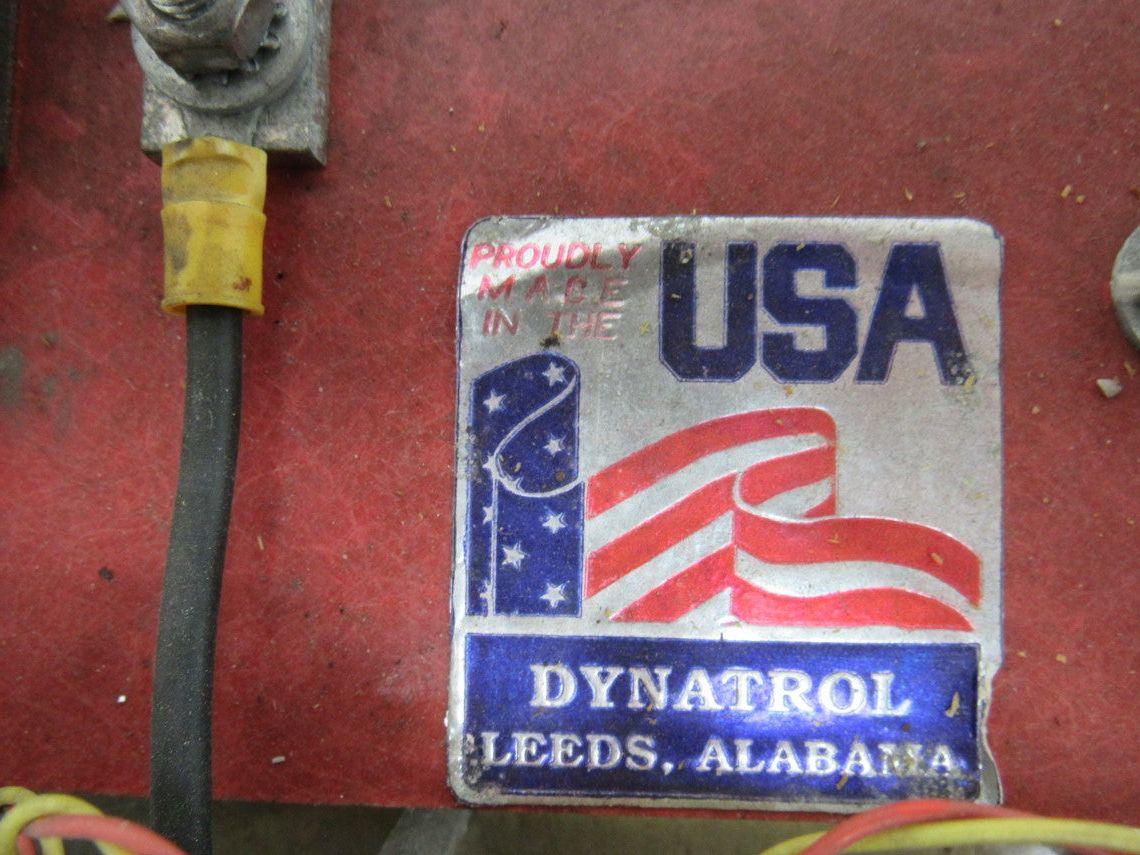 PROUDLY
MADE
IN THE
USA
DYNATROL
LEEDS, ALABAMA